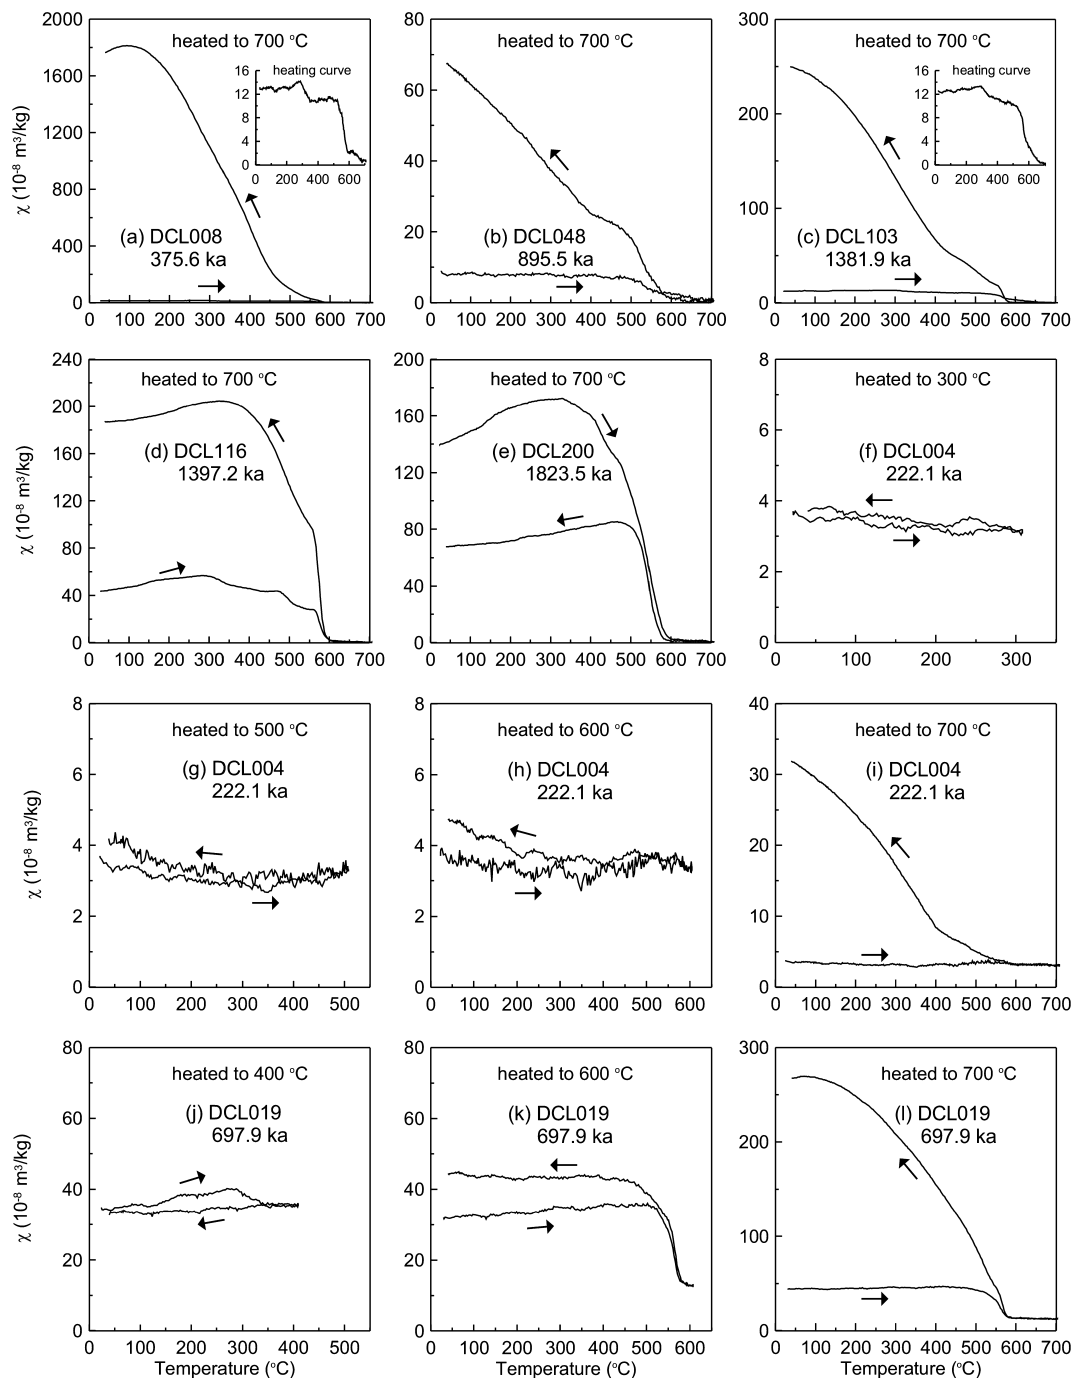 2000
1600
1200
800
400
0
χ (10⁻⁸ m³/kg)
heated to 700 °C
heating curve
16
12
8
4
0
0 200 400 600
(a) DCL008
375.6 ka
0 100 200 300 400 500 600 700
80
60
40
20
0
heated to 700 °C
(b) DCL048
895.5 ka
0 100 200 300 400 500 600 700
300
200
100
0
heated to 700 °C
heating curve
16
12
8
4
0
0 200 400 600
(c) DCL103
1381.9 ka
0 100 200 300 400 500 600 700
240
200
160
120
80
40
0
χ (10⁻⁸ m³/kg)
heated to 700 °C
(d) DCL116
1397.2 ka
0 100 200 300 400 500 600 700
200
160
120
80
40
0
heated to 700 °C
(e) DCL200
1823.5 ka
0 100 200 300 400 500 600 700
8
6
4
2
0
heated to 300 °C
(f) DCL004
222.1 ka
0 100 200 300
8
6
4
2
0
χ (10⁻⁸ m³/kg)
heated to 500 °C
(g) DCL004
222.1 ka
0 100 200 300 400 500
8
6
4
2
0
heated to 600 °C
(h) DCL004
222.1 ka
0 100 200 300 400 500 600
40
30
20
10
0
heated to 700 °C
(i) DCL004
222.1 ka
0 100 200 300 400 500 600 700
80
60
40
20
0
χ (10⁻⁸ m³/kg)
heated to 400 °C
(j) DCL019
697.9 ka
0 100 200 300 400 500
Temperature (°C)
80
60
40
20
0
heated to 600 °C
(k) DCL019
697.9 ka
0 100 200 300 400 500 600
Temperature (°C)
300
200
100
0
heated to 700 °C
(l) DCL019
697.9 ka
0 100 200 300 400 500 600 700
Temperature (°C)